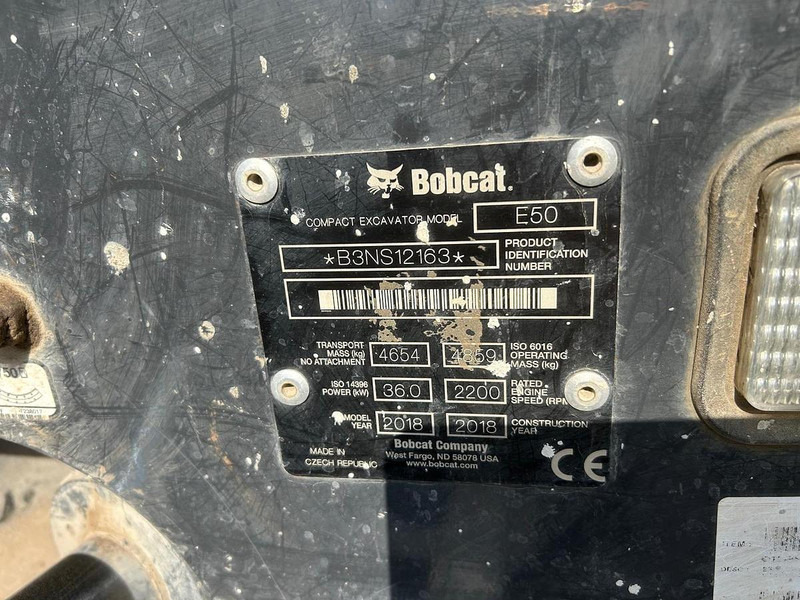 Bobcat.
COMPACT EXCAVATOR MODEL E50
*B3NS12163* PRODUCT IDENTIFICATION NUMBER
TRANSPORT MASS (kg) NO ATTACHMENT 4654 4859 ISO 6016 OPERATING MASS (kg)
ISO 14396 POWER (kW) 36.0 2200 RATED ENGINE SPEED (RPM
MODEL YEAR 2018 2018 CONSTRUCTION YEAR
Bobcat Company
West Fargo, ND 58078 USA
www.bobcat.com
MADE IN
CZECH REPUBLIC
CE